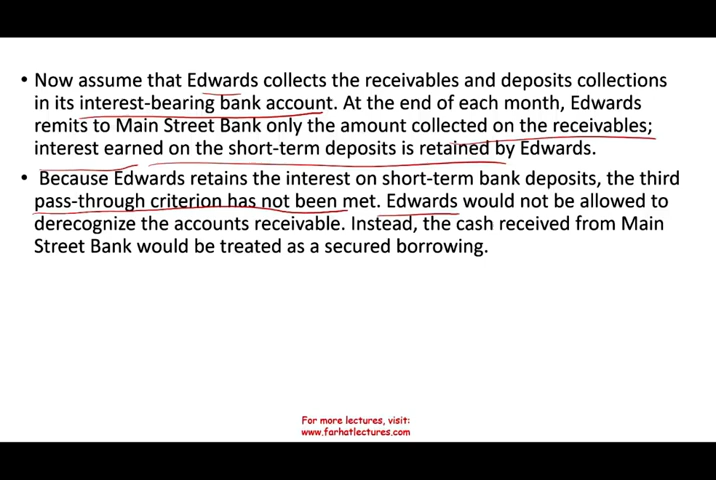 • Now assume that Edwards collects the receivables and deposits collections
in its interest-bearing bank account. At the end of each month, Edwards
remits to Main Street Bank only the amount collected on the receivables;
interest earned on the short-term deposits is retained by Edwards.
• Because Edwards retains the interest on short-term bank deposits, the third
pass-through criterion has not been met. Edwards would not be allowed to
derecognize the accounts receivable. Instead, the cash received from Main
Street Bank would be treated as a secured borrowing.
For more lectures, visit:
www.farhatlectures.com